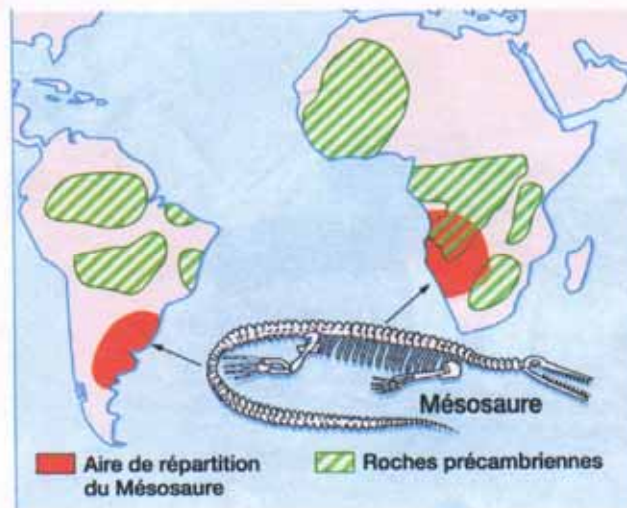 Mésosaure
Aire de répartition
du Mésosaure
Roches précambriennes